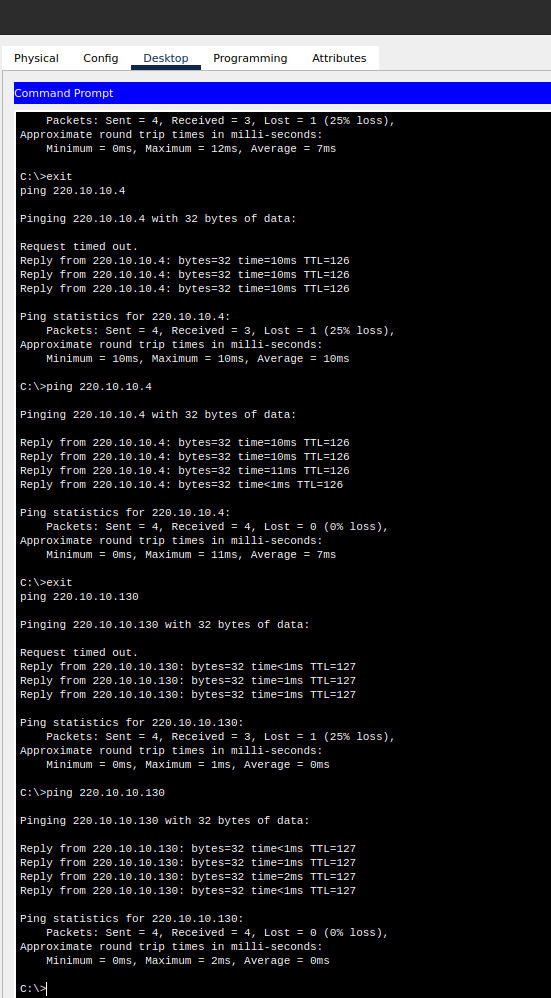 Physical Config Desktop Programming Attributes
Command Prompt
Packets: Sent = 4, Received = 3, Lost = 1 (25% loss),
Approximate round trip times in milli-seconds:
Minimum = 0ms, Maximum = 12ms, Average = 7ms
C:\>exit
ping 220.10.10.4
Pinging 220.10.10.4 with 32 bytes of data:
Request timed out.
Reply from 220.10.10.4: bytes=32 time=10ms TTL=126
Reply from 220.10.10.4: bytes=32 time=10ms TTL=126
Reply from 220.10.10.4: bytes=32 time=10ms TTL=126
Ping statistics for 220.10.10.4:
Packets: Sent = 4, Received = 3, Lost = 1 (25% loss),
Approximate round trip times in milli-seconds:
Minimum = 10ms, Maximum = 10ms, Average = 10ms
C:\>ping 220.10.10.4
Pinging 220.10.10.4 with 32 bytes of data:
Reply from 220.10.10.4: bytes=32 time=10ms TTL=126
Reply from 220.10.10.4: bytes=32 time=10ms TTL=126
Reply from 220.10.10.4: bytes=32 time=11ms TTL=126
Reply from 220.10.10.4: bytes=32 time<1ms TTL=126
Ping statistics for 220.10.10.4:
Packets: Sent = 4, Received = 4, Lost = 0 (0% loss),
Approximate round trip times in milli-seconds:
Minimum = 0ms, Maximum = 11ms, Average = 7ms
C:\>exit
ping 220.10.10.130
Pinging 220.10.10.130 with 32 bytes of data:
Request timed out.
Reply from 220.10.10.130: bytes=32 time<1ms TTL=127
Reply from 220.10.10.130: bytes=32 time=1ms TTL=127
Reply from 220.10.10.130: bytes=32 time=1ms TTL=127
Ping statistics for 220.10.10.130:
Packets: Sent = 4, Received = 3, Lost = 1 (25% loss),
Approximate round trip times in milli-seconds:
Minimum = 0ms, Maximum = 1ms, Average = 0ms
C:\>ping 220.10.10.130
Pinging 220.10.10.130 with 32 bytes of data:
Reply from 220.10.10.130: bytes=32 time<1ms TTL=127
Reply from 220.10.10.130: bytes=32 time=1ms TTL=127
Reply from 220.10.10.130: bytes=32 time=2ms TTL=127
Reply from 220.10.10.130: bytes=32 time<1ms TTL=127
Ping statistics for 220.10.10.130:
Packets: Sent = 4, Received = 4, Lost = 0 (0% loss),
Approximate round trip times in milli-seconds:
Minimum = 0ms, Maximum = 2ms, Average = 0ms
C:\>